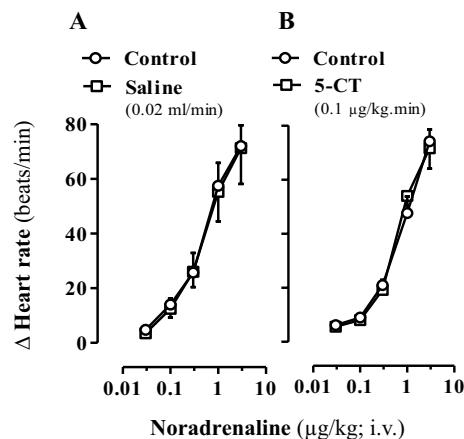 A
B
Control
Saline
(0.02 ml/min)
Control
5-CT
(0.1 µg/kg.min)
Δ Heart rate (beats/min)
80
60
40
20
0
0.01 0.1 1 10
0.01 0.1 1 10
Noradrenaline (µg/kg; i.v.)